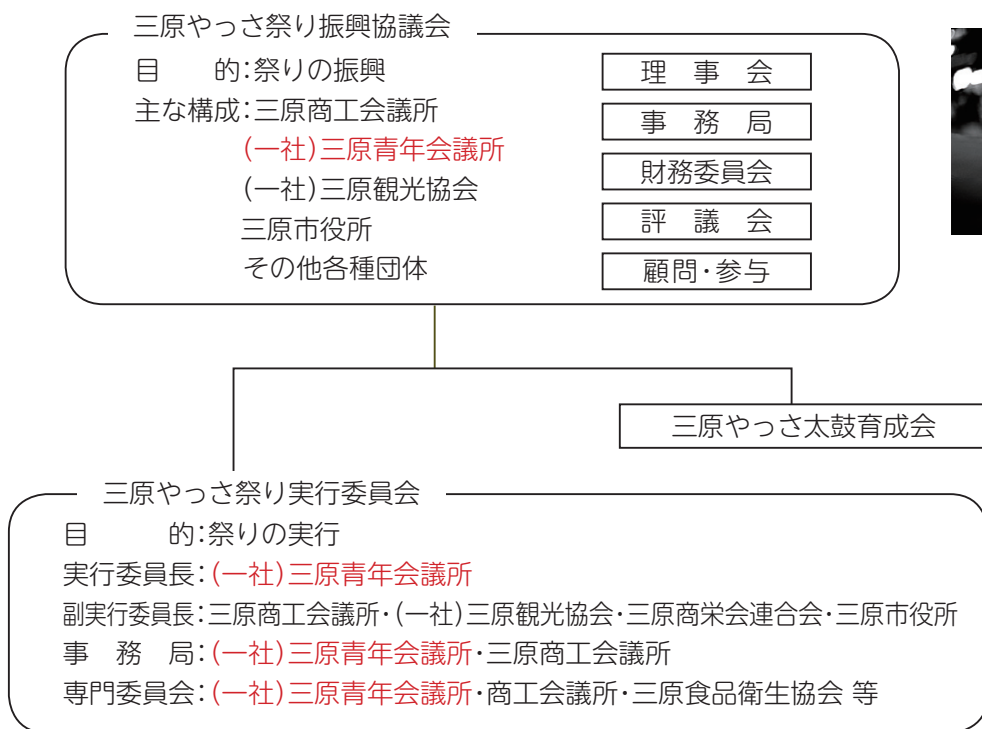 三原やっさ祭り振興協議会
目　　的：祭りの振興
主な構成：三原商工会議所
（一社）三原青年会議所
（一社）三原観光協会
三原市役所
その他各種団体
理　事　会
事　務　局
財務委員会
評　議　会
顧問・参与
三原やっさ太鼓育成会
三原やっさ祭り実行委員会
目　　　的：祭りの実行
実行委員長：（一社）三原青年会議所
副実行委員長：三原商工会議所・（一社）三原観光協会・三原商栄会連合会・三原市役所
事　務　局：（一社）三原青年会議所・三原商工会議所
専門委員会：（一社）三原青年会議所・商工会議所・三原食品衛生協会 等